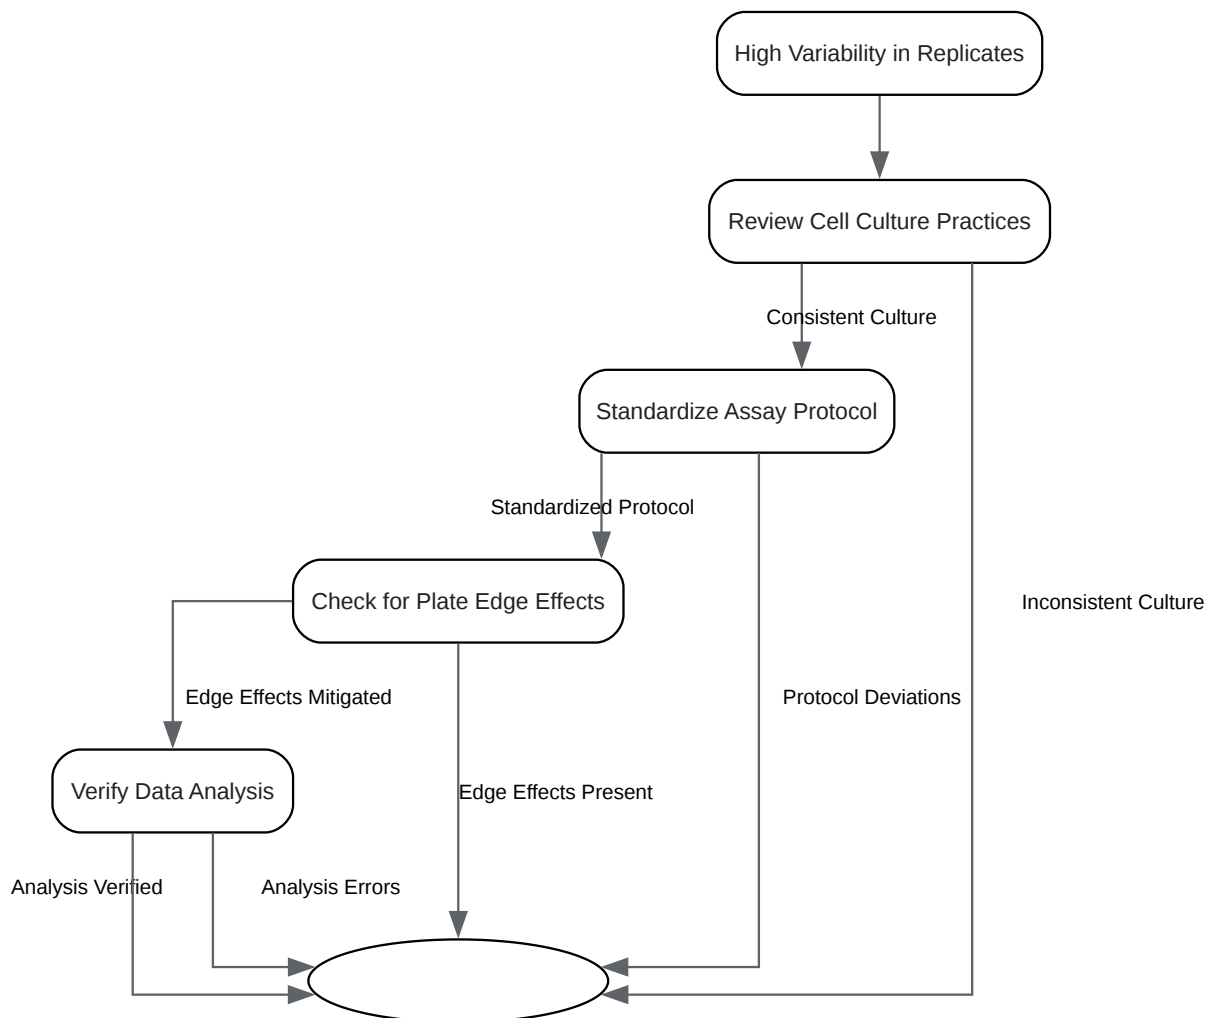 High Variability in Replicates
Review Cell Culture Practices
Consistent Culture
Standardize Assay Protocol
Standardized Protocol
Check for Plate Edge Effects
Inconsistent Culture
Edge Effects Mitigated
Protocol Deviations
Verify Data Analysis
Edge Effects Present
Analysis Verified
Analysis Errors